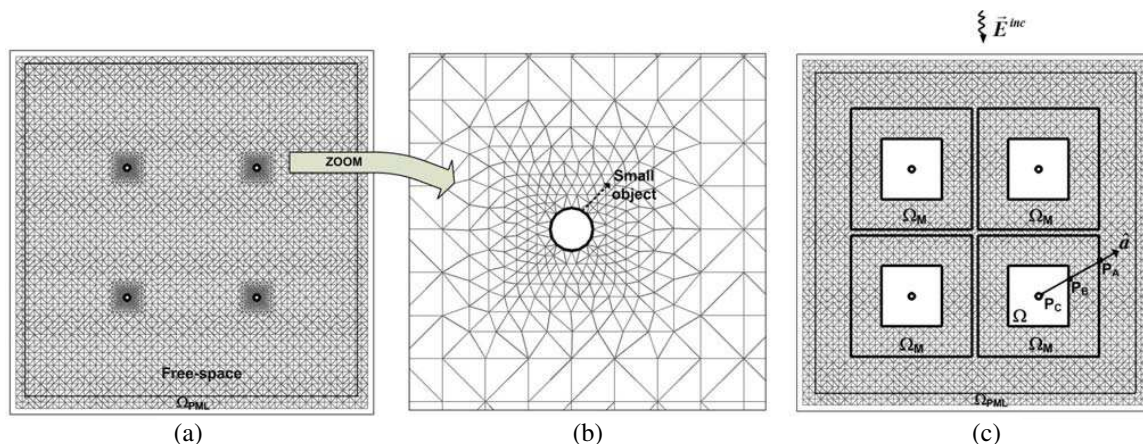 ZOOM
Free-space
Ω_PML
(a)
Small
object
(b)
E⃗^inc
Ω_M
Ω_M
Ω_M
Ω_M
Ω
â
P_A
P_B
P_C
Ω_PML
(c)